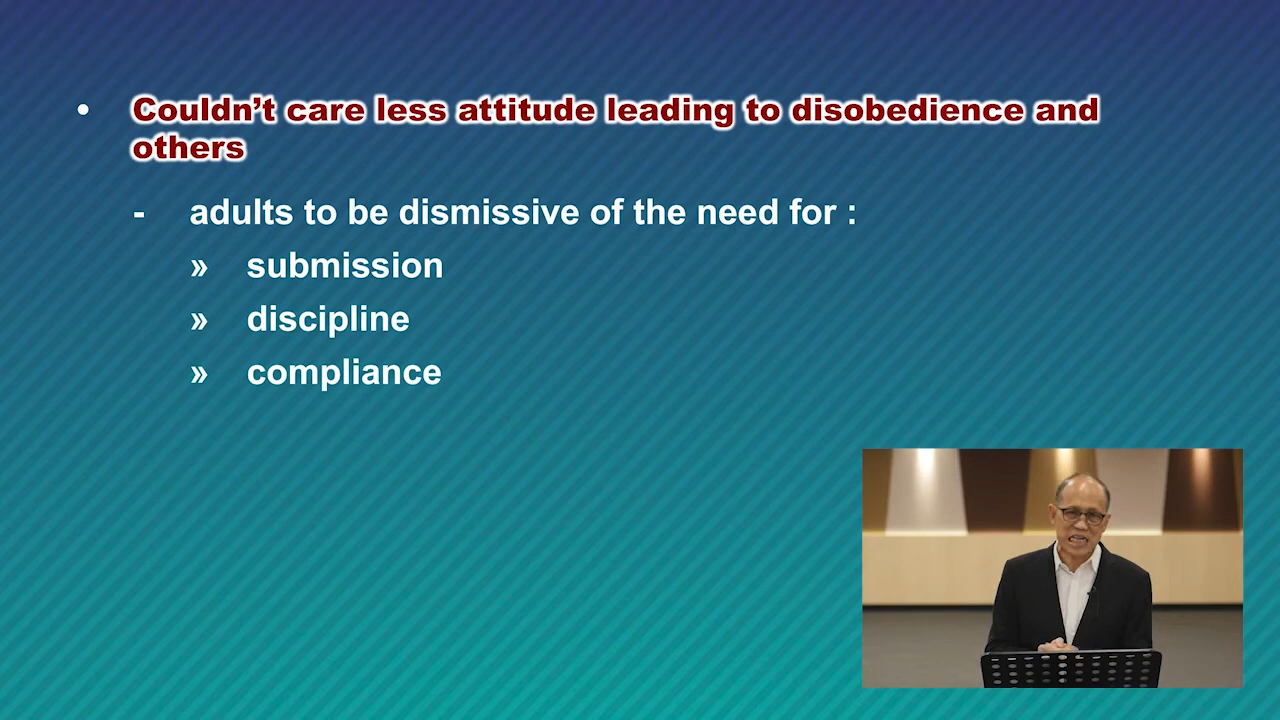 • Couldn’t care less attitude leading to disobedience and
others
- adults to be dismissive of the need for :
» submission
» discipline
» compliance